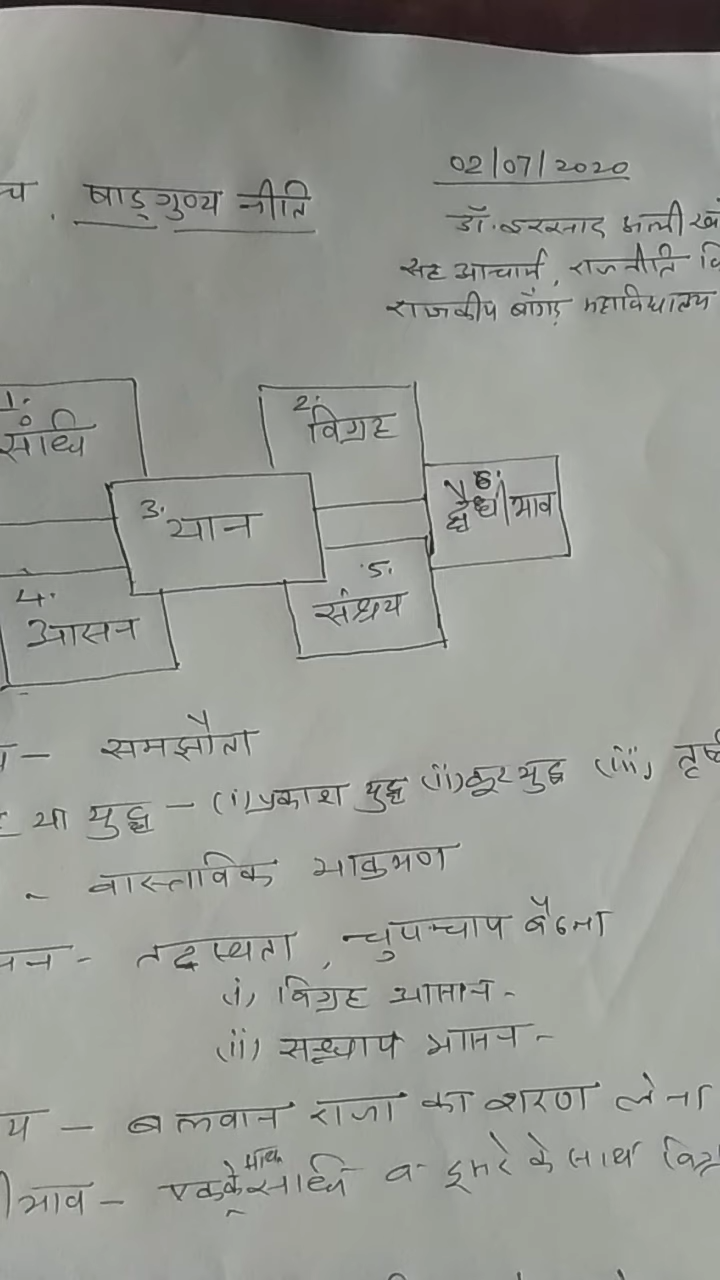 02/07/2020
षाड्गुण्य नीति
डॉ. अली
सह आचार्य, राजनीति
राजकीय बाँगड़ महाविद्यालय
1. संधि
2. विग्रह
3. यान
6. द्वैधीभाव
4. आसन
5. संश्रय
– समझौता
या युद्ध – (i) प्रकाश युद्ध (ii) कूटयुद्ध (iii)
- वास्तविक आक्रमण
- तटस्थता, चुपचाप बैठना
(i) विग्रह आसन -
(ii) आसन -
– बलवान राजा का शरण लेना
भाव – एक के साथ संधि व दूसरे के साथ